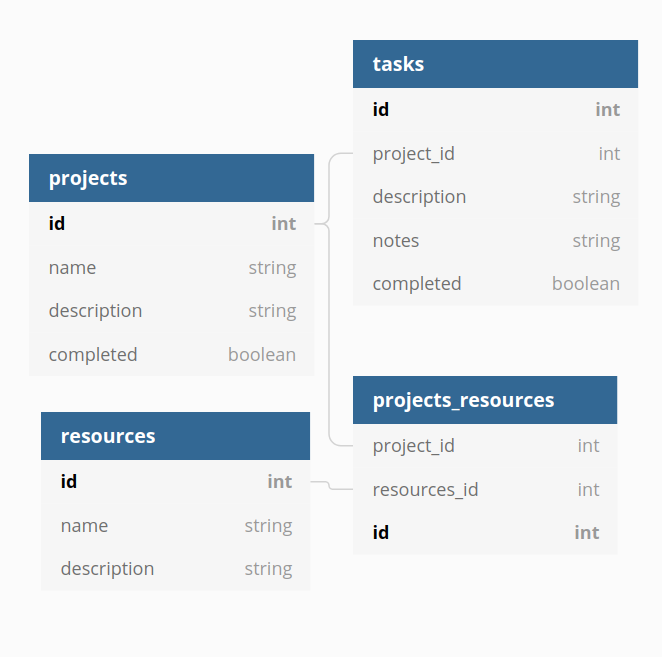 tasks
id int
project_id int
description string
notes string
completed boolean
projects
id int
name string
description string
completed boolean
projects_resources
project_id int
resources_id int
id int
resources
id int
name string
description string